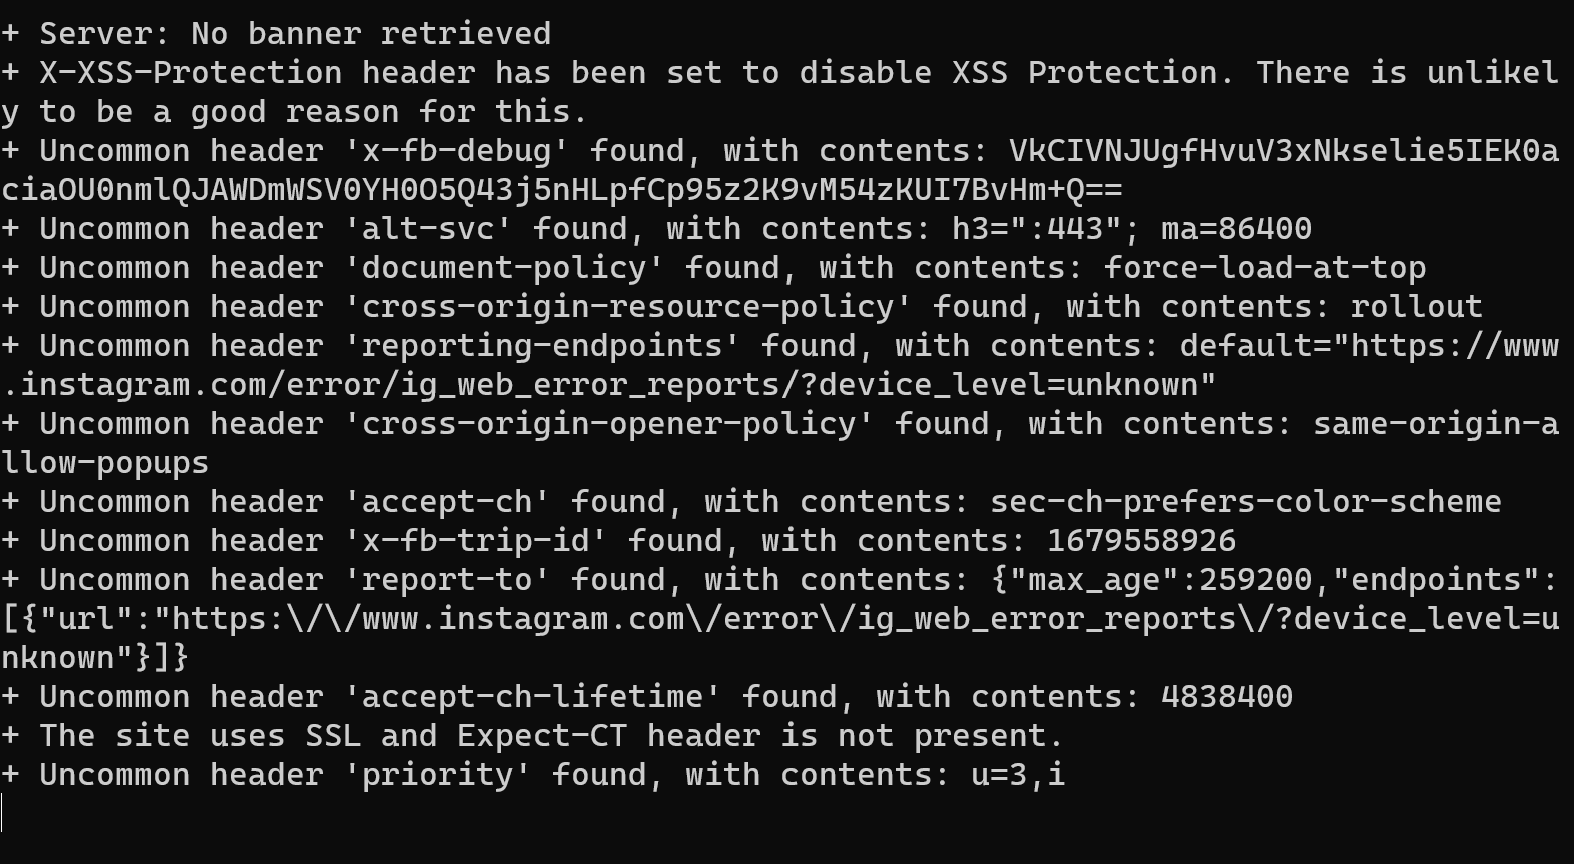 + Server: No banner retrieved
+ X-XSS-Protection header has been set to disable XSS Protection. There is unlikel
y to be a good reason for this.
+ Uncommon header 'x-fb-debug' found, with contents: VkCIVNJUgfHvuV3xNkselie5IEK0a
ciaOU0nmlQJAWDmWSV0YH0O5Q43j5nHLpfCp95z2K9vM54zKUI7BvHm+Q==
+ Uncommon header 'alt-svc' found, with contents: h3=":443"; ma=86400
+ Uncommon header 'document-policy' found, with contents: force-load-at-top
+ Uncommon header 'cross-origin-resource-policy' found, with contents: rollout
+ Uncommon header 'reporting-endpoints' found, with contents: default="https://www
.instagram.com/error/ig_web_error_reports/?device_level=unknown"
+ Uncommon header 'cross-origin-opener-policy' found, with contents: same-origin-a
llow-popups
+ Uncommon header 'accept-ch' found, with contents: sec-ch-prefers-color-scheme
+ Uncommon header 'x-fb-trip-id' found, with contents: 1679558926
+ Uncommon header 'report-to' found, with contents: {"max_age":259200,"endpoints":
[{"url":"https:\/\/www.instagram.com\/error\/ig_web_error_reports\/?device_level=u
nknown"}]}
+ Uncommon header 'accept-ch-lifetime' found, with contents: 4838400
+ The site uses SSL and Expect-CT header is not present.
+ Uncommon header 'priority' found, with contents: u=3,i